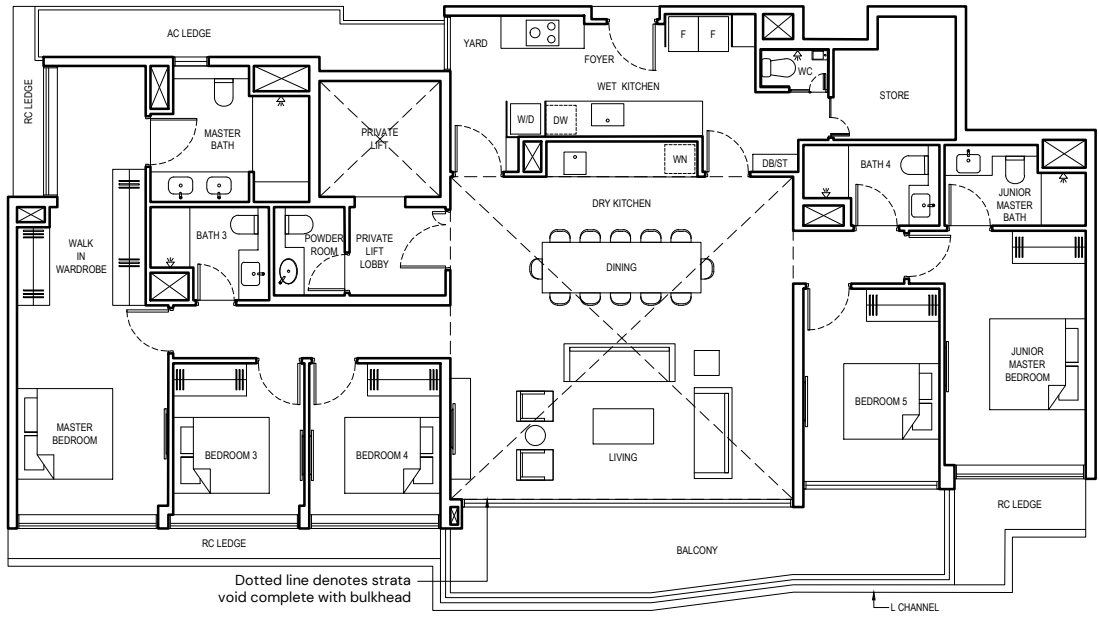 AC LEDGE
YARD
FOYER
F
F
WC
RC LEDGE
WET KITCHEN
STORE
W/D
DW
MASTER
BATH
PRIVATE
LIFT
WN
DB/ST
BATH 4
JUNIOR
MASTER
BATH
DRY KITCHEN
WALK
IN
WARDROBE
BATH 3
POWDER
ROOM
PRIVATE
LIFT
LOBBY
DINING
JUNIOR
MASTER
BEDROOM
BEDROOM 5
MASTER
BEDROOM
BEDROOM 3
BEDROOM 4
LIVING
RC LEDGE
RC LEDGE
BALCONY
Dotted line denotes strata
void complete with bulkhead
L CHANNEL